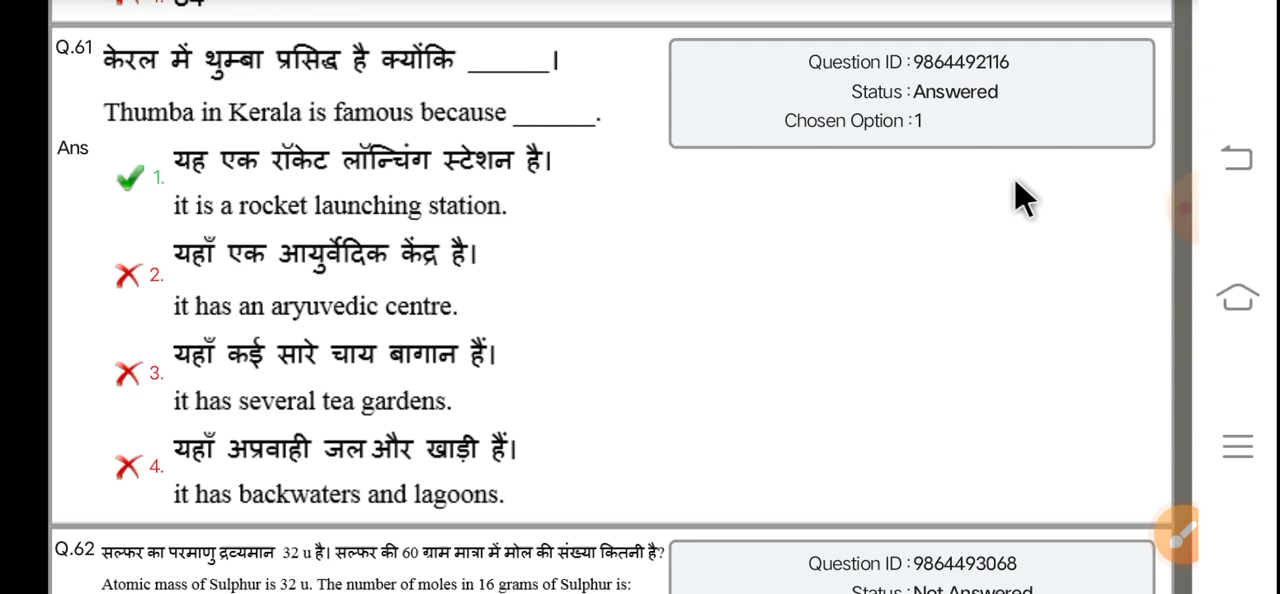 Q.61 केरल में थुम्बा प्रसिद्ध है क्योंकि ______।
Question ID : 9864492116
Status : Answered
Chosen Option : 1
Thumba in Kerala is famous because ______.
Ans
1. यह एक रॉकेट लॉन्चिंग स्टेशन है।
it is a rocket launching station.
2. यहाँ एक आयुर्वेदिक केंद्र है।
it has an aryuvedic centre.
3. यहाँ कई सारे चाय बागान हैं।
it has several tea gardens.
4. यहाँ अप्रवाही जल और खाड़ी हैं।
it has backwaters and lagoons.
Q.62 सल्फर का परमाणु द्रव्यमान 32 u है। सल्फर की 60 ग्राम मात्रा में मोल की संख्या कितनी है?
Atomic mass of Sulphur is 32 u. The number of moles in 16 grams of Sulphur is:
Question ID : 9864493068
Status : Not Answered